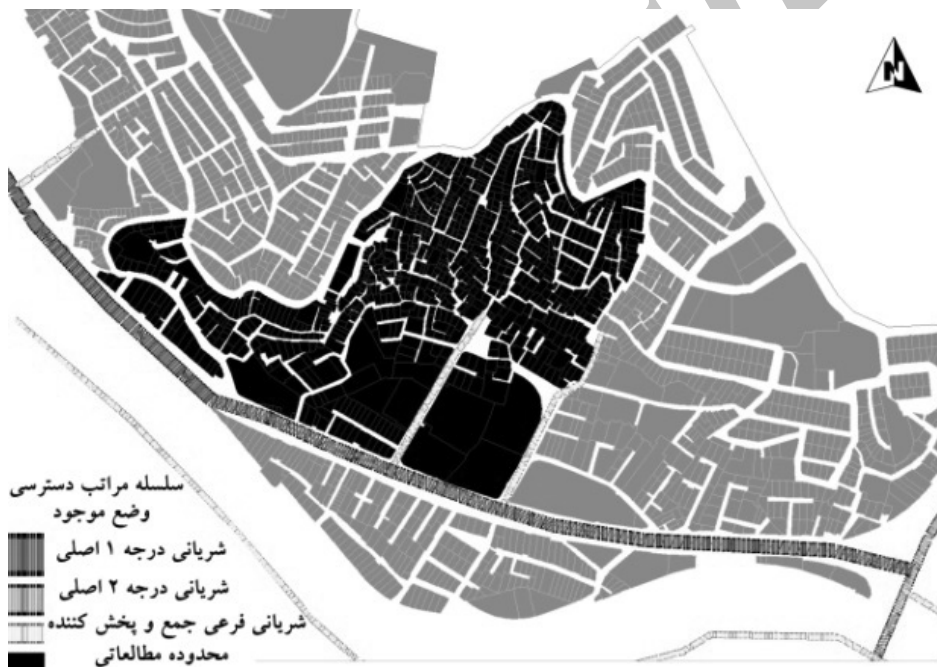 N
سلسله مراتب دسترسی
وضع موجود
شریانی درجه ۱ اصلی
شریانی درجه ۲ اصلی
شریانی فرعی جمع و پخش کننده
محدوده مطالعاتی